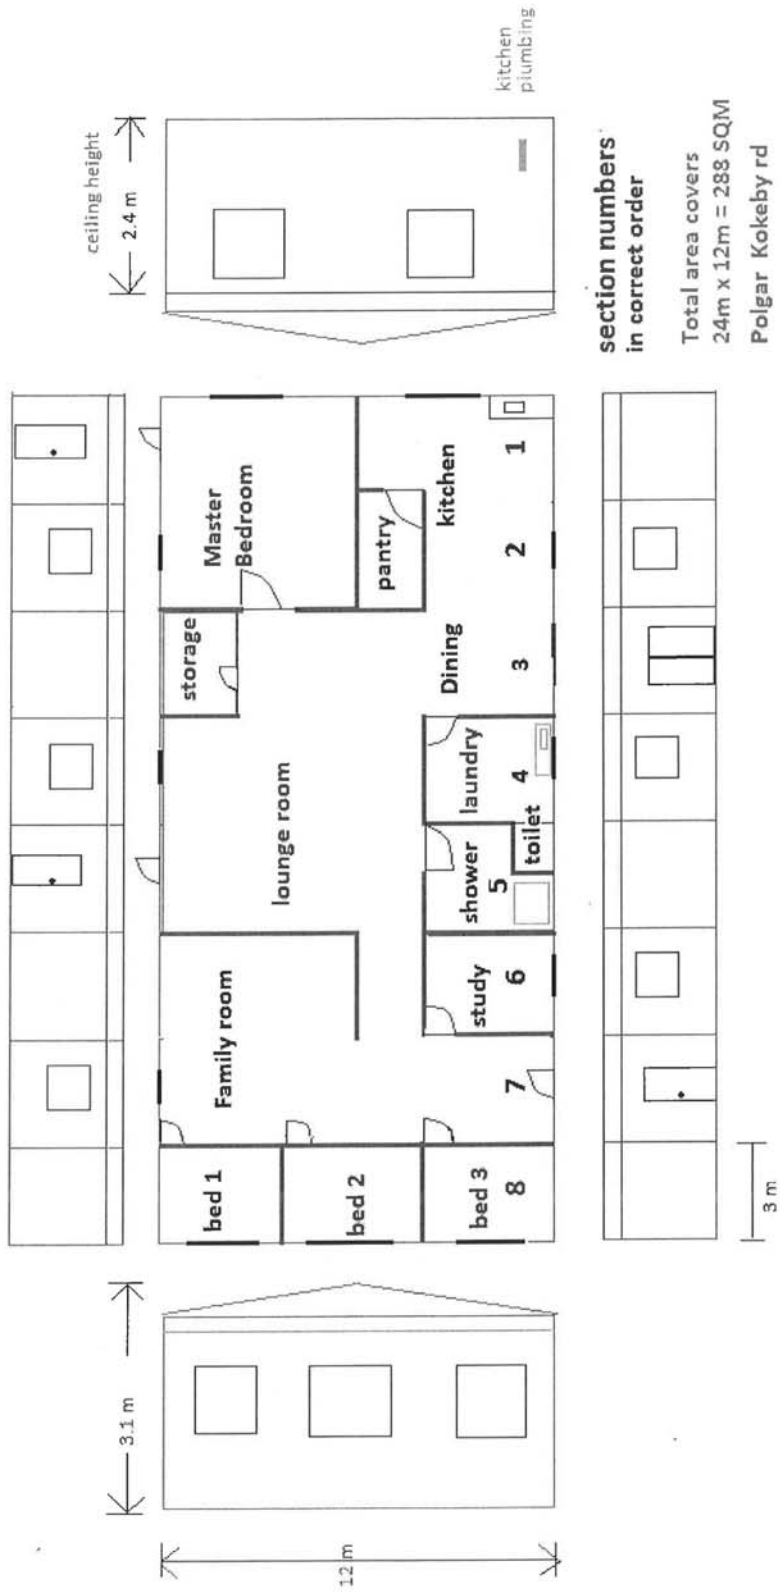 ceiling height
2.4 m
kitchen
plumbing
Master
Bedroom
storage
pantry
kitchen
Dining
lounge room
laundry
toilet
shower
Family room
study
bed 1
bed 2
bed 3
1
2
3
4
5
6
7
8
3.1 m
12 m
3 m
section numbers
in correct order
Total area covers
24m x 12m = 288 SQM
Polgar Kokeby rd